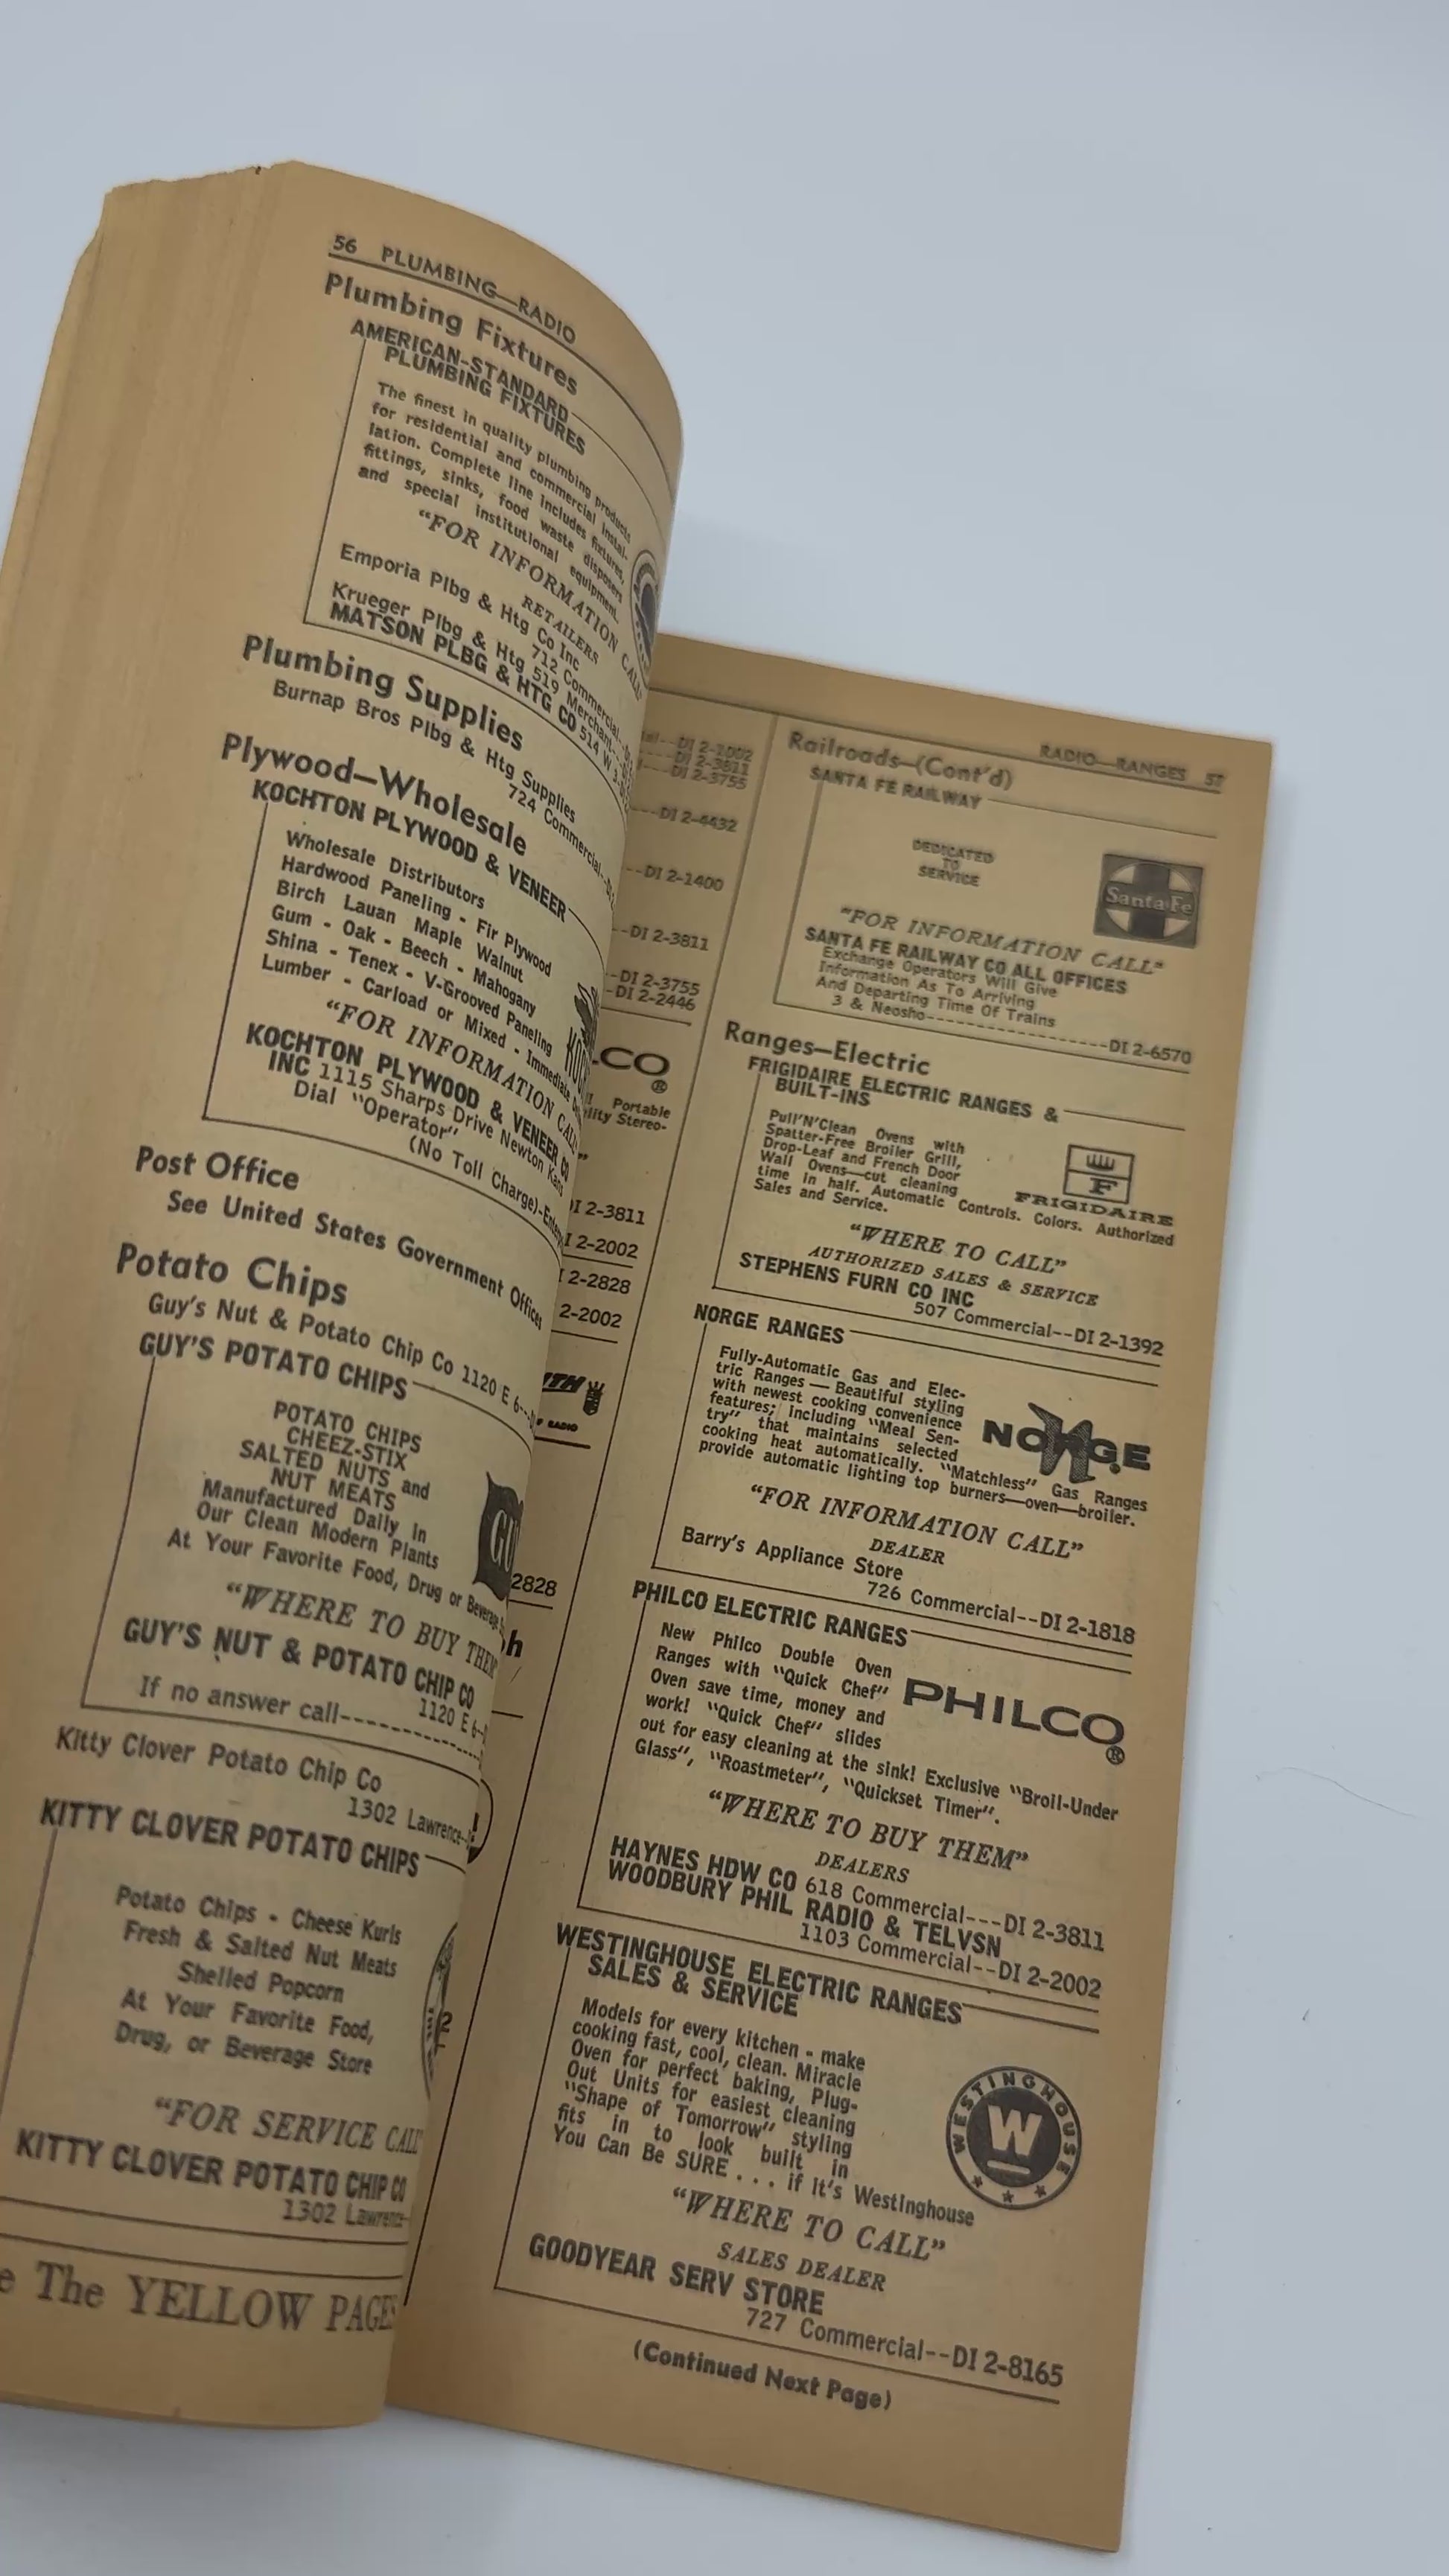 56 PLUMBING—RADIO
Plumbing Fixtures
AMERICAN-STANDARD
PLUMBING FIXTURES
The finest in quality plumbing products
for residential and commercial instal-
lation. Complete line includes fixtures,
fittings, sinks, food waste disposers
and special institutional equipment.
"FOR INFORMATION CALL"
RETAILERS
Emporia Plbg & Htg Co Inc
712 Commercial
Krueger Plbg & Htg 519 Merchant
MATSON PLBG & HTG CO 514 W
Plumbing Supplies
Burnap Bros Plbg & Htg Supplies
724 Commercial
Plywood—Wholesale
KOCHTON PLYWOOD & VENEER
Wholesale Distributors
Hardwood Paneling - Fir Plywood
Birch Lauan Maple Walnut
Gum - Oak - Beech - Mahogany
Shina - Tenex - V-Grooved Paneling
Lumber - Carload or Mixed - Immediate
"FOR INFORMATION CALL"
KOCHTON PLYWOOD & VENEER CO
INC 1115 Sharps Drive Newton Kans
Dial "Operator"
(No Toll Charge)-
Post Office
See United States Government Offices
Potato Chips
Guy's Nut & Potato Chip Co 1120 E 6--
GUY'S POTATO CHIPS
POTATO CHIPS
CHEEZ-STIX
SALTED NUTS and
NUT MEATS
Manufactured Daily in
Our Clean Modern Plants
At Your Favorite Food, Drug or Beverage
GU
"WHERE TO BUY THEM
GUY'S NUT & POTATO CHIP CO
1120 E 6--
If no answer call------------
Kitty Clover Potato Chip Co
1302 Lawrence--
KITTY CLOVER POTATO CHIPS
Potato Chips - Cheese Kurls
Fresh & Salted Nut Meats
Shelled Popcorn
At Your Favorite Food,
Drug, or Beverage Store
"FOR SERVICE CALL
KITTY CLOVER POTATO CHIP CO
1302 Lawrence-
The YELLOW PAGES
DI 2-1002
DI 2-3811
DI 2-3755
DI 2-4432
DI 2-1400
DI 2-3811
DI 2-3755
DI 2-2446
LCO
®
Portable
Stereo-
DI 2-3811
I 2-2002
2-2828
2-2002
RADIO
2828
RADIO—RANGES 57
Railroads—(Cont'd)
SANTA FE RAILWAY
DEDICATED
TO
SERVICE
Santa Fe
"FOR INFORMATION CALL"
SANTA FE RAILWAY CO ALL OFFICES
Exchange Operators Will Give
Information As To Arriving
And Departing Time Of Trains
3 & Neosho------------------DI 2-6570
Ranges—Electric
FRIGIDAIRE ELECTRIC RANGES &
BUILT-INS
Pull'N'Clean Ovens with
Spatter-Free Broiler Grill,
Drop-Leaf and French Door
Wall Ovens—cut cleaning
time in half. Automatic Controls. Colors. Authorized
Sales and Service.
F
FRIGIDAIRE
"WHERE TO CALL"
AUTHORIZED SALES & SERVICE
STEPHENS FURN CO INC
507 Commercial--DI 2-1392
NORGE RANGES
Fully-Automatic Gas and Elec-
tric Ranges — Beautiful styling
with newest cooking convenience
features; including "Meal Sen-
try" that maintains selected
cooking heat automatically. "Matchless" Gas Ranges
provide automatic lighting top burners—oven—broiler.
NORGE
"FOR INFORMATION CALL"
DEALER
Barry's Appliance Store
726 Commercial--DI 2-1818
PHILCO ELECTRIC RANGES
New Philco Double Oven
Ranges with "Quick Chef"
Oven save time, money and
work! "Quick Chef" slides
out for easy cleaning at the sink! Exclusive "Broil-Under
Glass", "Roastmeter", "Quickset Timer".
PHILCO
®
"WHERE TO BUY THEM"
DEALERS
HAYNES HDW CO 618 Commercial---DI 2-3811
WOODBURY PHIL RADIO & TELVSN
1103 Commercial--DI 2-2002
WESTINGHOUSE ELECTRIC RANGES
SALES & SERVICE
Models for every kitchen - make
cooking fast, cool, clean. Miracle
Oven for perfect baking, Plug-
Out Units for easiest cleaning
"Shape of Tomorrow" styling
fits in to look built in
You Can Be SURE . . . if it's Westinghouse
WESTINGHOUSE
W
"WHERE TO CALL"
SALES DEALER
GOODYEAR SERV STORE
727 Commercial--DI 2-8165
(Continued Next Page)